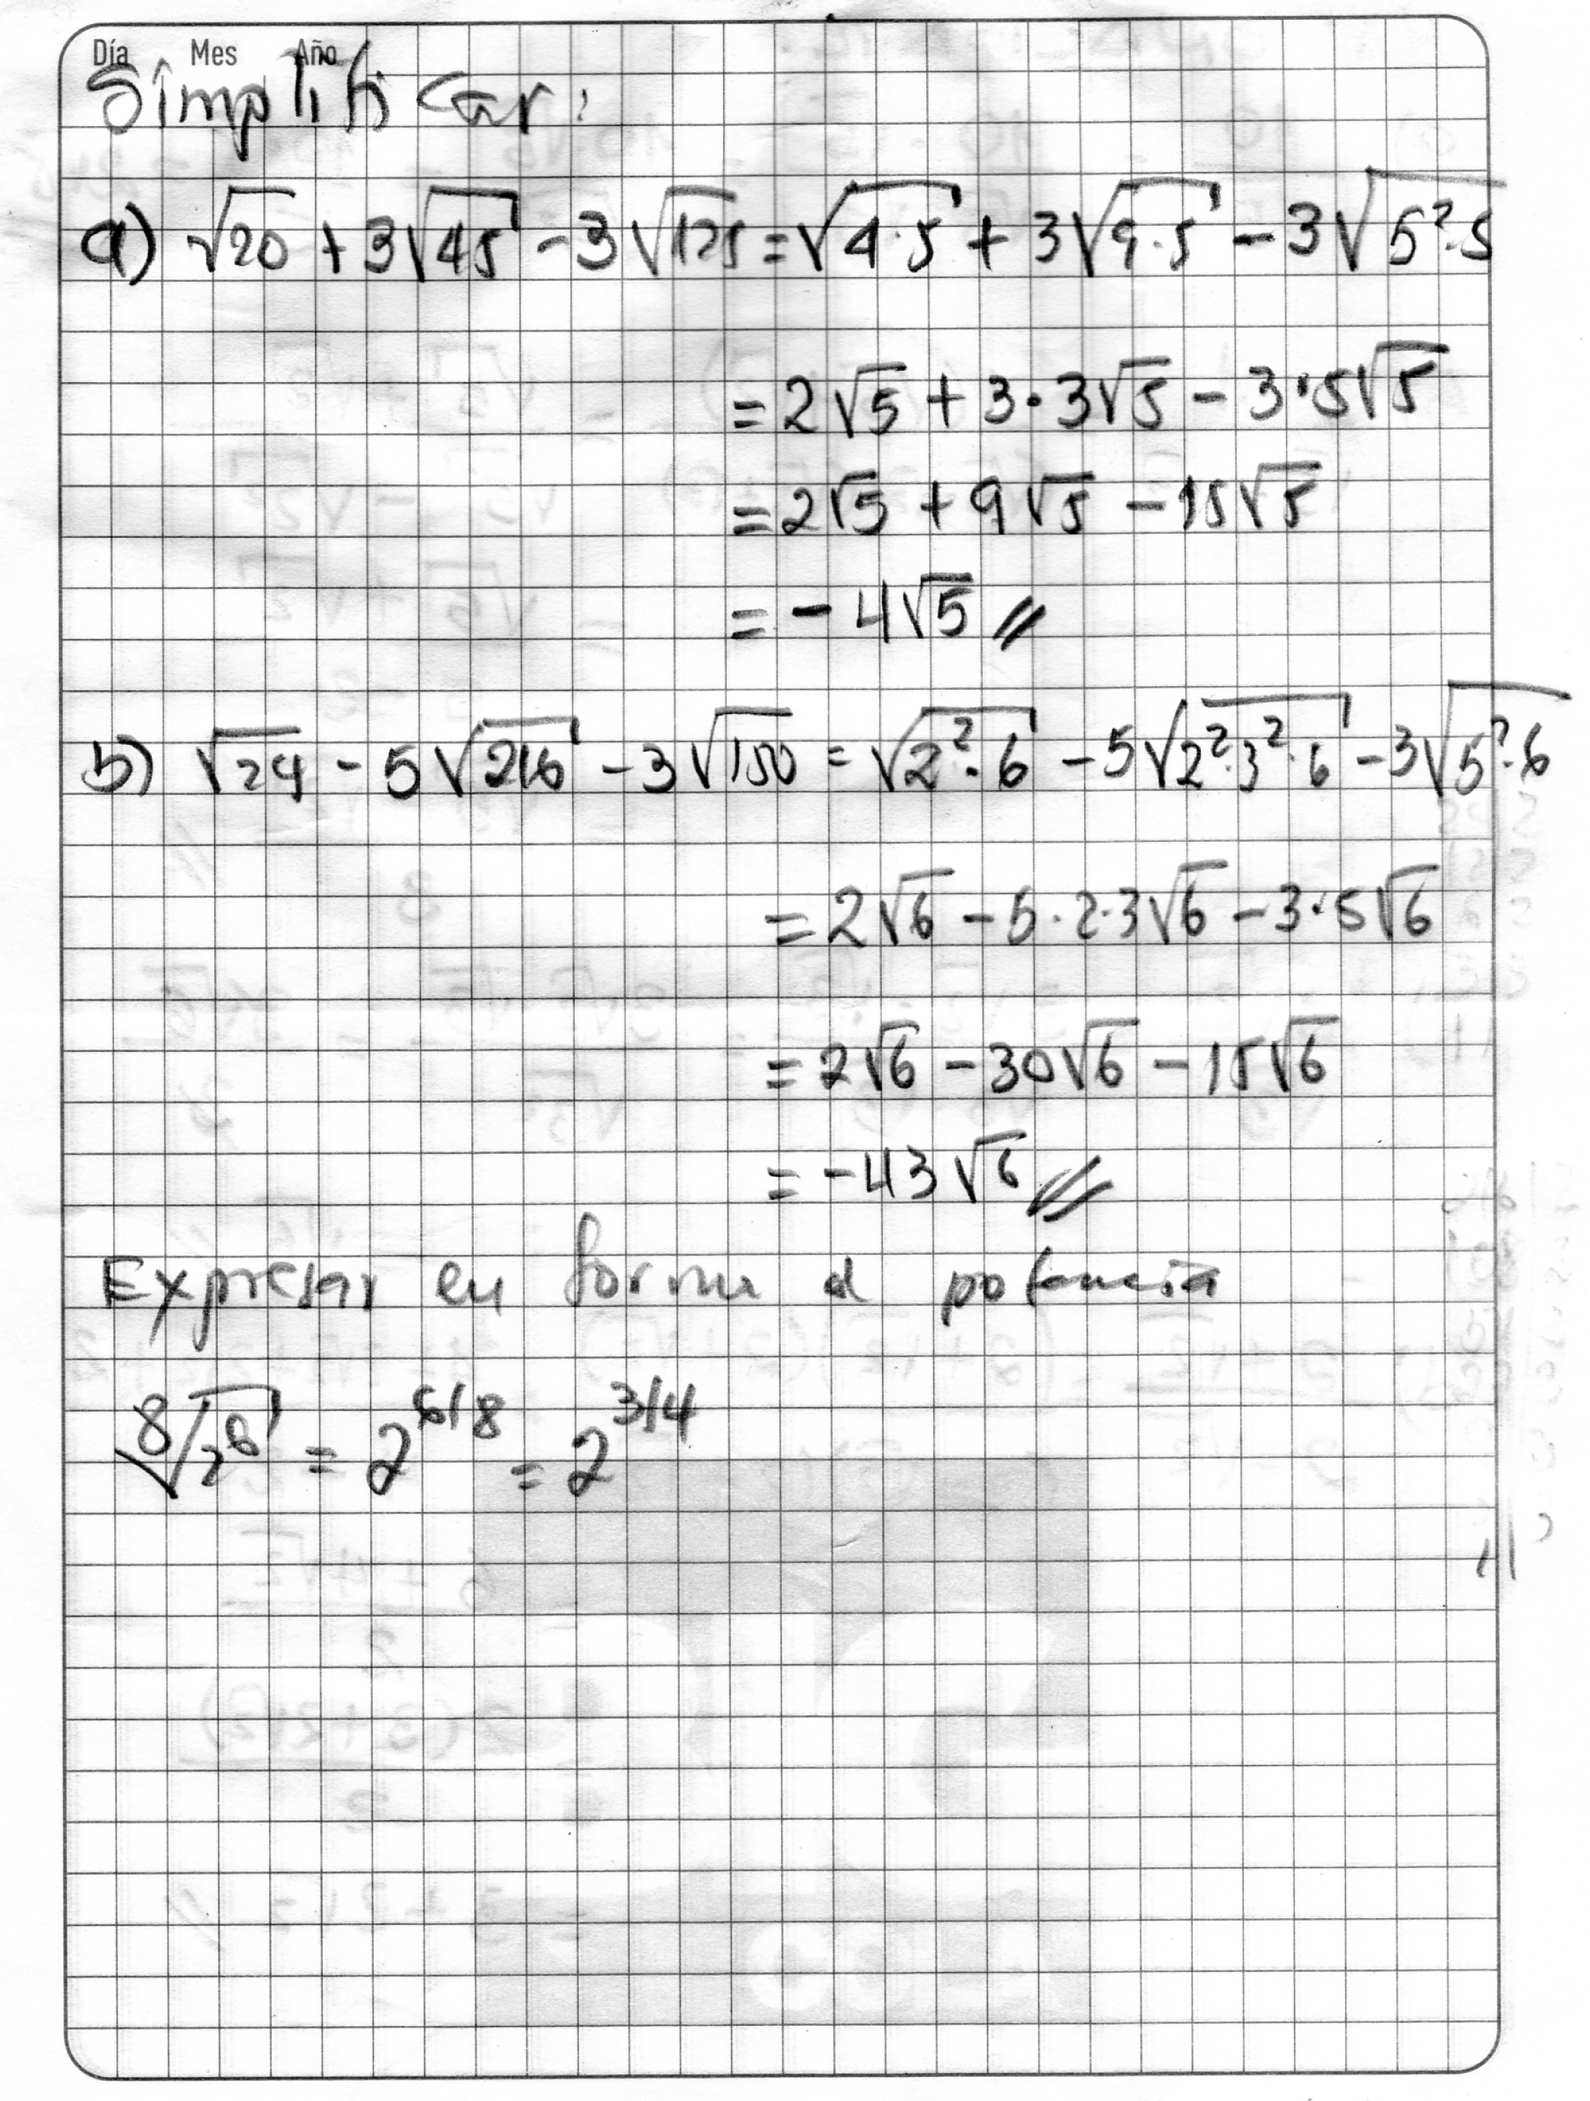 Día Mes Año
Simplificar:
a) √20 + 3√45 - 3√125 = √4·5 + 3√9·5 - 3√5²·5
= 2√5 + 3·3√5 - 3·5√5
= 2√5 + 9√5 - 15√5
= - 4√5 //
b) √24 - 5√216 - 3√150 = √2²·6 - 5√2²·3²·6 - 3√5²·6
= 2√6 - 5·2·3√6 - 3·5√6
= 2√6 - 30√6 - 15√6
= -43√6 //
Expresar en forma d potencia
⁸√2⁶ = 2^6/8 = 2^3/4